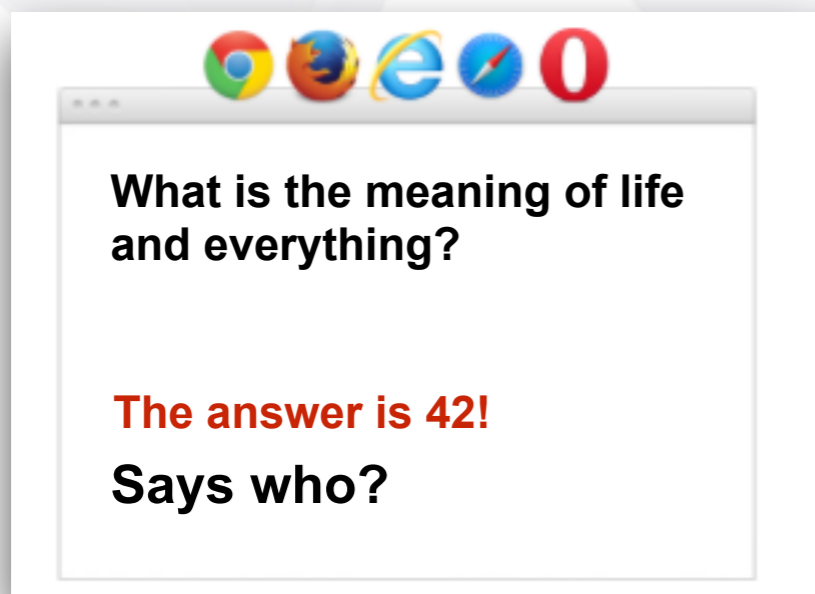 What is the meaning of life
and everything?
The answer is 42!
Says who?